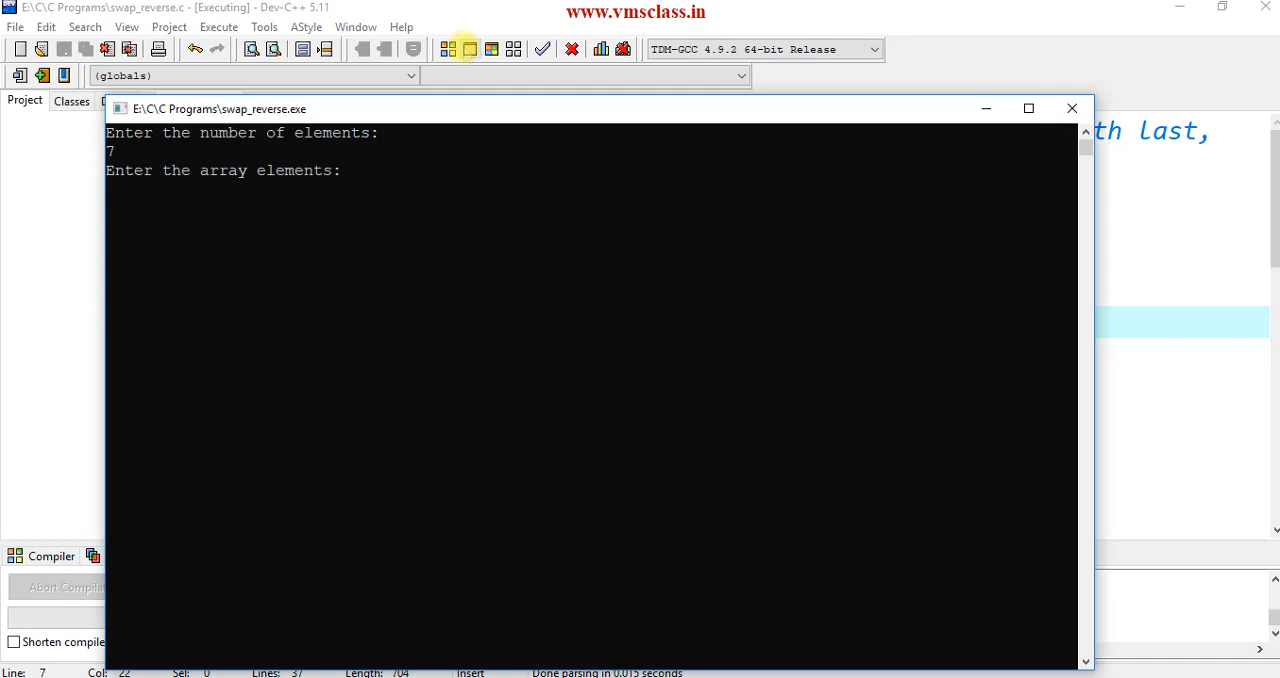 E:\C\C Programs\swap_reverse.c - [Executing] - Dev-C++ 5.11
www.vmsclass.in
File Edit Search View Project Execute Tools AStyle Window Help
TDM-GCC 4.9.2 64-bit Release
(globals)
Project Classes
E:\C\C Programs\swap_reverse.exe
Enter the number of elements:
7
Enter the array elements:
th last,
Compiler
Abort Compila
Shorten compile
Line: 7 Col: 22 Sel: 0 Lines: 37 Length: 704 Insert Done parsing in 0.015 seconds